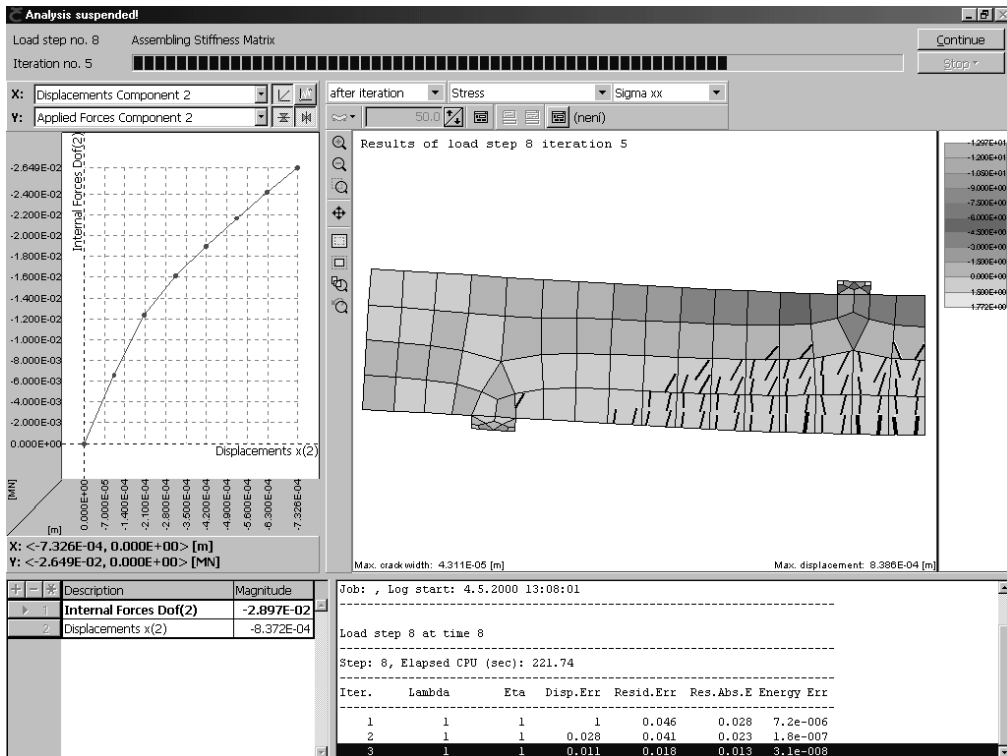 Analysis suspended!
Load step no. 8 Assembling Stiffness Matrix
Continue
Iteration no. 5
Stop
X: Displacements Component 2
Y: Applied Forces Component 2
after iteration Stress Sigma xx
50.0 (není)
Results of load step 8 iteration 5
Internal Forces Dof(2)
-2.649E-02
-2.400E-02
-2.200E-02
-2.000E-02
-1.800E-02
-1.600E-02
-1.400E-02
-1.200E-02
-1.000E-02
-8.000E-03
-6.000E-03
-4.000E-03
-2.000E-03
0.000E+00
Displacements x(2)
[MN]
[m]
0.000E+00
-7.000E-05
-1.400E-04
-2.100E-04
-2.800E-04
-3.500E-04
-4.200E-04
-4.900E-04
-5.600E-04
-6.300E-04
-7.326E-04
X: <-7.326E-04, 0.000E+00> [m]
Y: <-2.649E-02, 0.000E+00> [MN]
-1.297E+01
-1.200E+01
-1.050E+01
-9.000E+00
-7.500E+00
-6.000E+00
-4.500E+00
-3.000E+00
-1.500E+00
0.000E+00
1.500E+00
1.772E+00
Max. crack width: 4.311E-05 [m]
Max. displacement: 8.386E-04 [m]
Description Magnitude
1 Internal Forces Dof(2) -2.897E-02
2 Displacements x(2) -8.372E-04
Job: , Log start: 4.5.2000 13:08:01
Load step 8 at time 8
Step: 8, Elapsed CPU (sec): 221.74
Iter. Lambda Eta Disp.Err Resid.Err Res.Abs.E Energy Err
1 1 1 1 0.046 0.028 7.2e-006
2 1 1 0.028 0.041 0.023 1.8e-007
3 1 1 0.011 0.018 0.013 3.1e-008